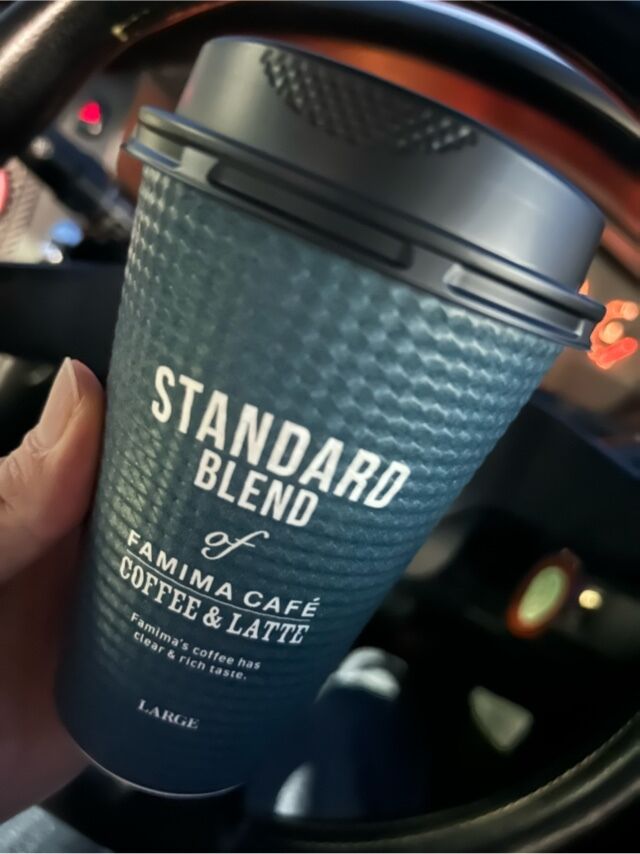 STANDARD
BLEND
of
FAMIMA CAFÉ
COFFEE & LATTE
Famima's coffee has
clear & rich taste.
LARGE